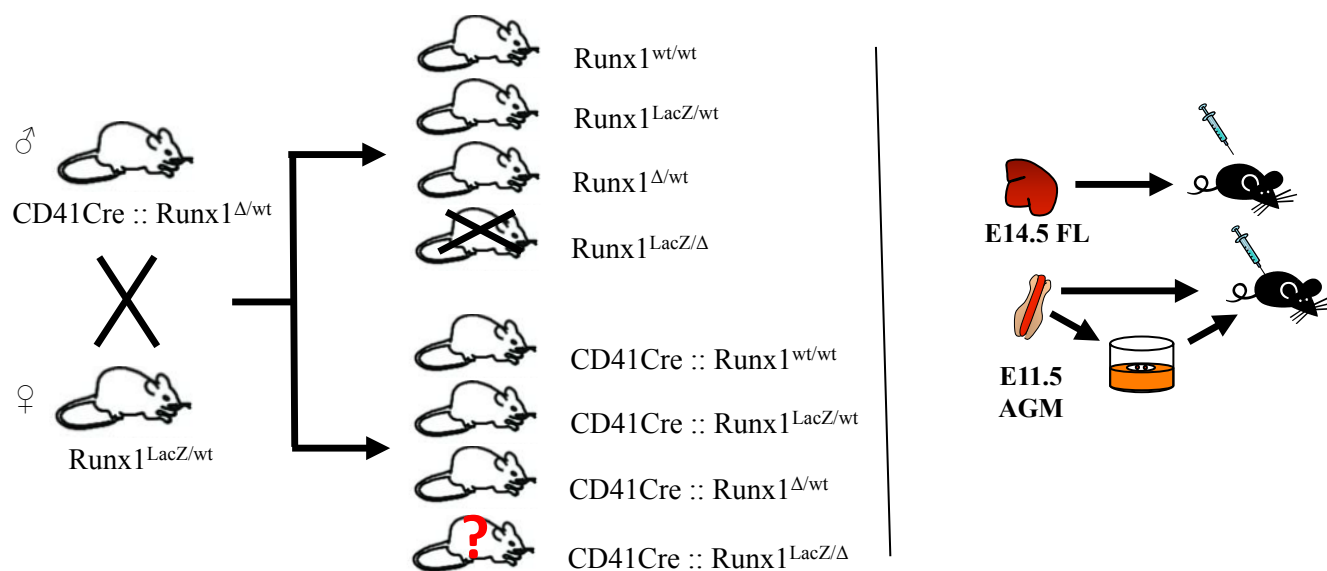 ♂
CD41Cre :: Runx1Δ/wt
♀
Runx1LacZ/wt
Runx1wt/wt
Runx1LacZ/wt
Runx1Δ/wt
Runx1LacZ/Δ
CD41Cre :: Runx1wt/wt
CD41Cre :: Runx1LacZ/wt
CD41Cre :: Runx1Δ/wt
?
CD41Cre :: Runx1LacZ/Δ
E14.5 FL
E11.5
AGM